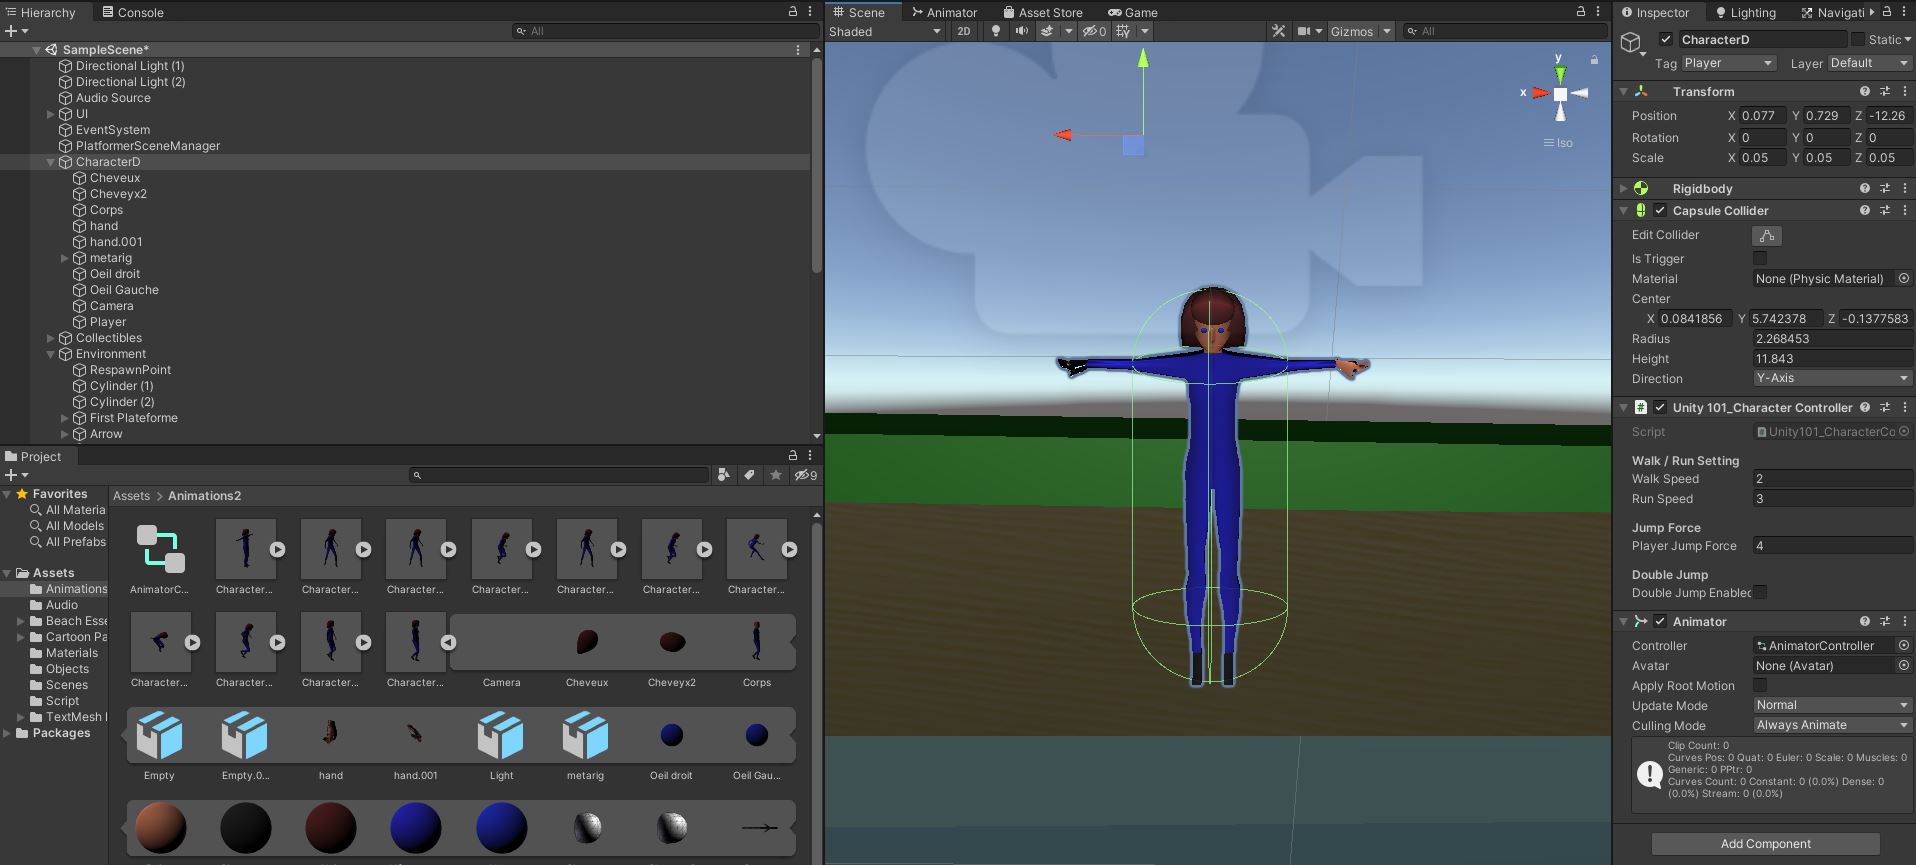 Hierarchy
Console
All
SampleScene*
Directional Light (1)
Directional Light (2)
Audio Source
UI
EventSystem
PlatformerSceneManager
CharacterD
Cheveux
Cheveyx2
Corps
hand
hand.001
metarig
Oeil droit
Oeil Gauche
Camera
Player
Collectibles
Environment
RespawnPoint
Cylinder (1)
Cylinder (2)
First Plateforme
Arrow
Project
9
Favorites
All Materia
All Models
All Prefabs
Assets
Animations
Audio
Beach Esse
Cartoon Pa
Materials
Objects
Scenes
Script
TextMesh
Packages
Assets > Animations2
AnimatorC... Character... Character... Character... Character... Character... Character... Character...
Character... Character... Character... Character... Camera Cheveux Cheveyx2 Corps
Empty Empty.0... hand hand.001 Light metarig Oeil droit Oeil Gau...
Scene Animator Asset Store Game
Shaded 2D 0 Gizmos All
y
x
Iso
Inspector Lighting Navigati
CharacterD Static
Tag Player Layer Default
Transform
Position X 0.077 Y 0.729 Z -12.26
Rotation X 0 Y 0 Z 0
Scale X 0.05 Y 0.05 Z 0.05
Rigidbody
Capsule Collider
Edit Collider
Is Trigger
Material None (Physic Material)
Center
X 0.0841856 Y 5.742378 Z -0.1377583
Radius 2.268453
Height 11.843
Direction Y-Axis
# Unity 101_Character Controller
Script Unity101_CharacterCo
Walk / Run Setting
Walk Speed 2
Run Speed 3
Jump Force
Player Jump Force 4
Double Jump
Double Jump Enabled
Animator
Controller AnimatorController
Avatar None (Avatar)
Apply Root Motion
Update Mode Normal
Culling Mode Always Animate
Clip Count: 0
Curves Pos: 0 Quat: 0 Euler: 0 Scale: 0 Muscles: 0
Generic: 0 PPtr: 0
Curves Count: 0 Constant: 0 (0.0%) Dense: 0
(0.0%) Stream: 0 (0.0%)
Add Component